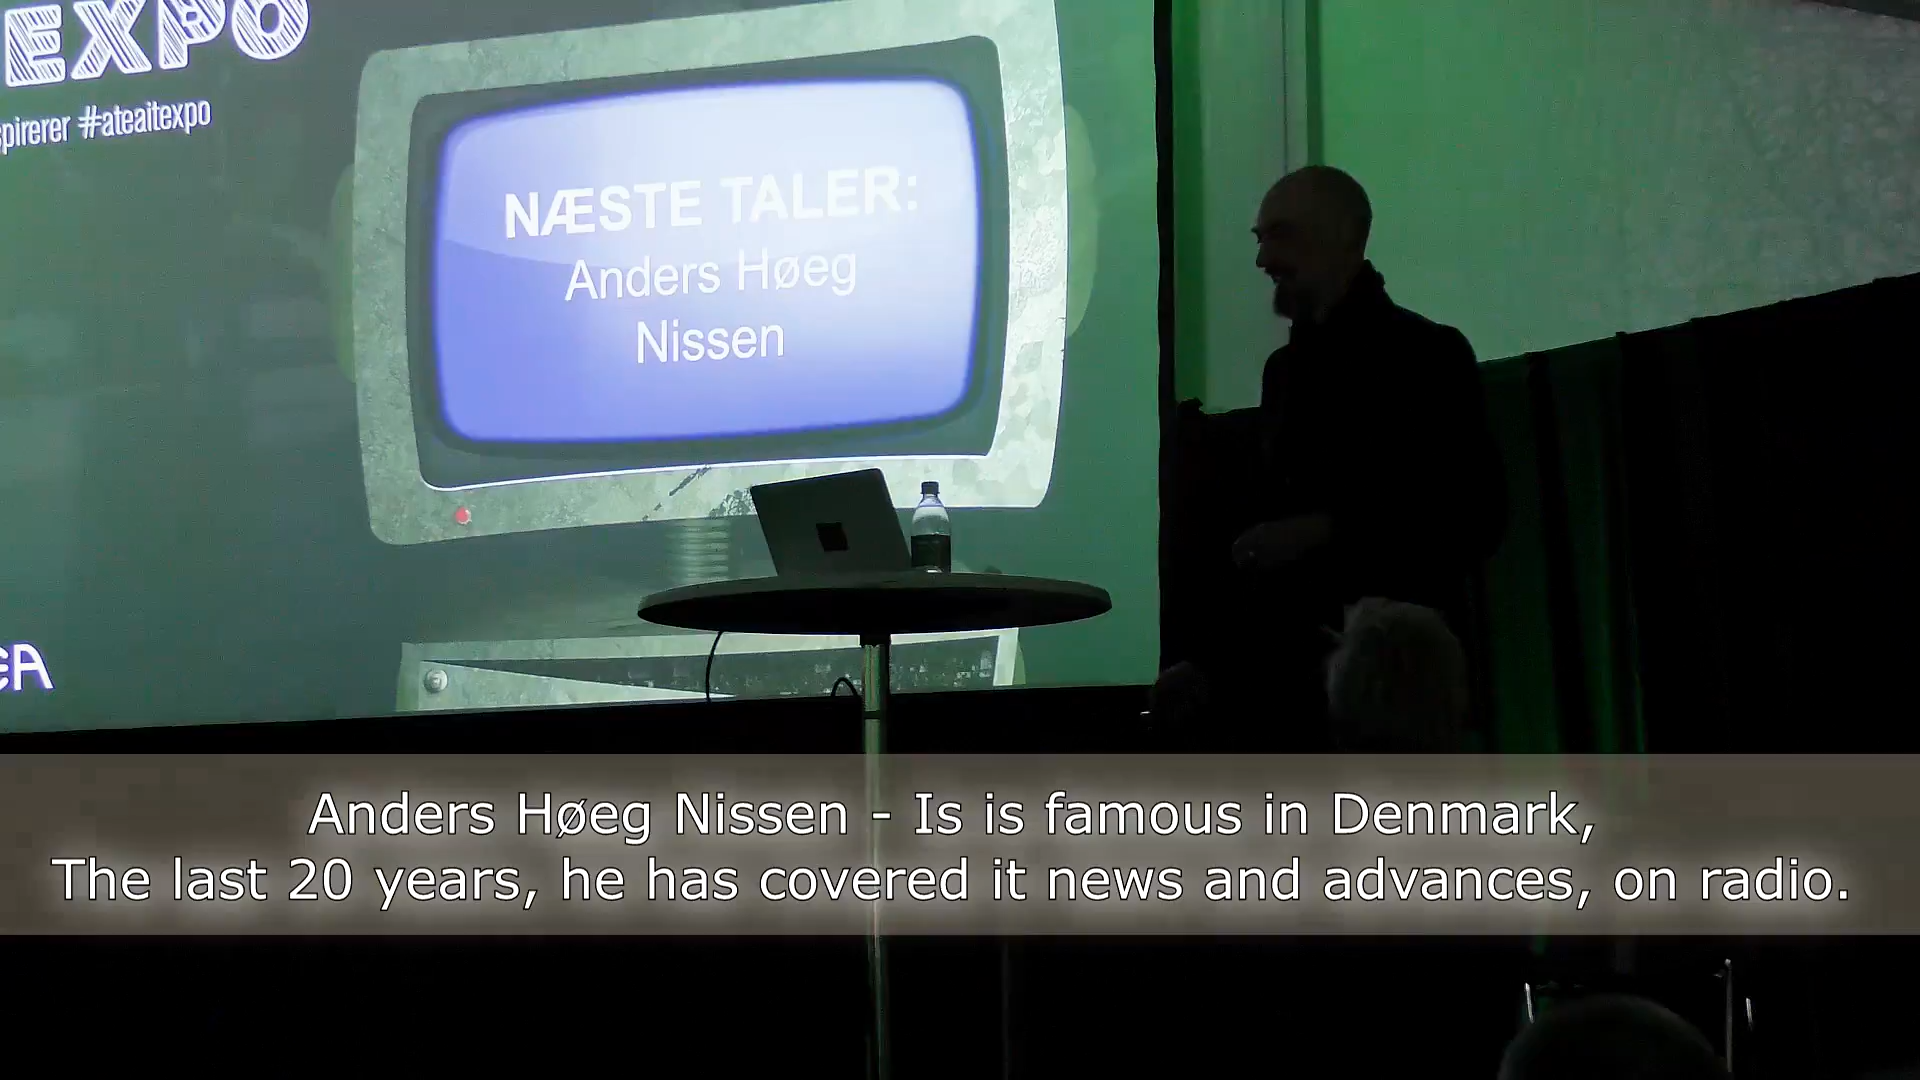 EXPO
pirerer #ateaitexpo
NÆSTE TALER:
Anders Høeg
Nissen
EA
Anders Høeg Nissen - Is is famous in Denmark,
The last 20 years, he has covered it news and advances, on radio.